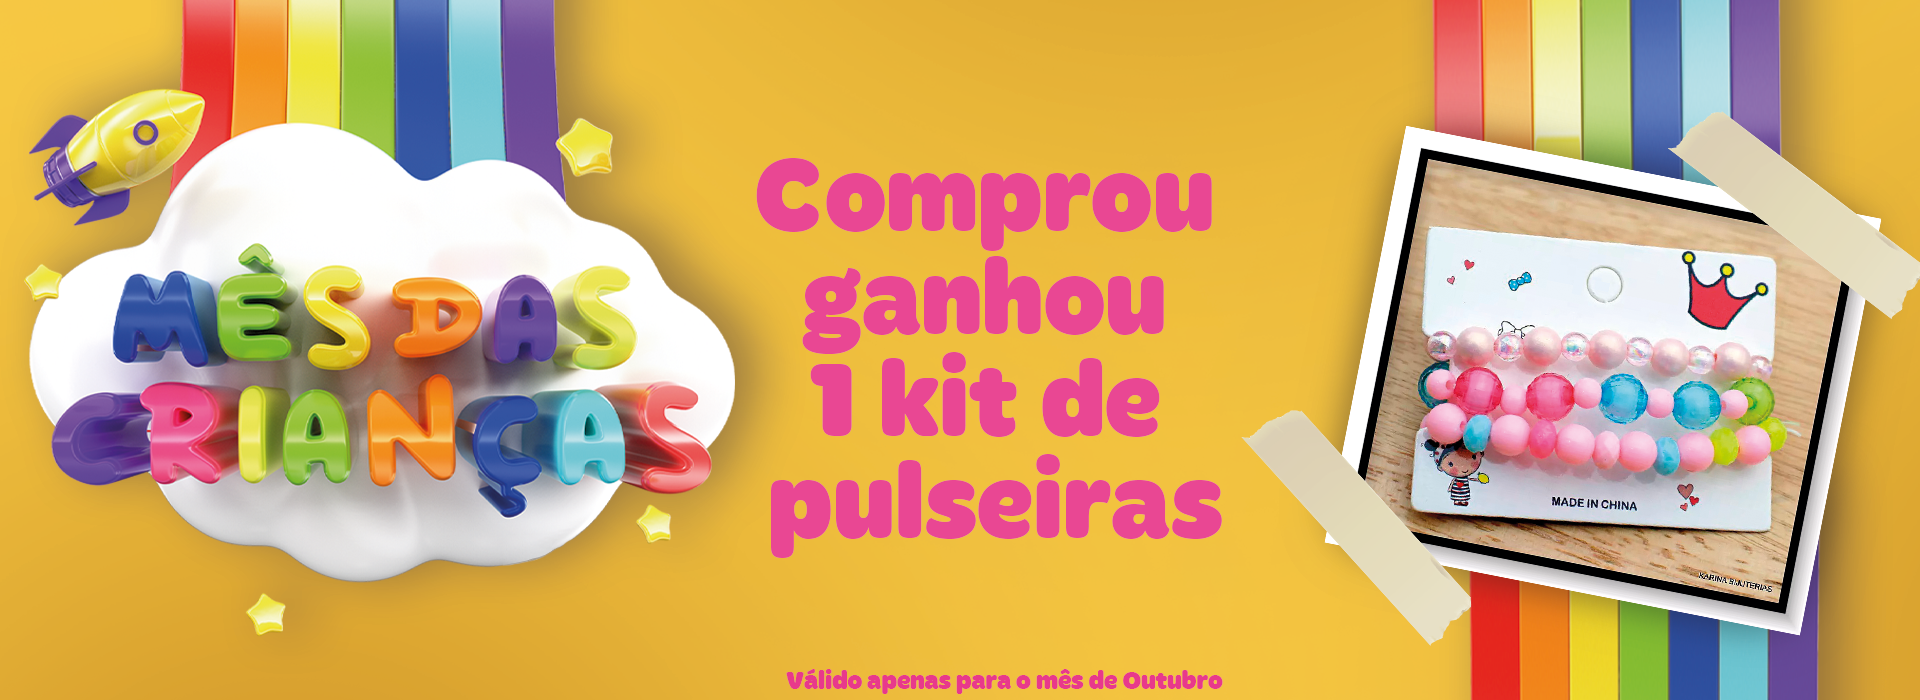 MÊS DAS
CRIANÇAS
Comprou
ganhou
1 kit de
pulseiras
MADE IN CHINA
KARINA BIJUTERIAS
Válido apenas para o mês de Outubro